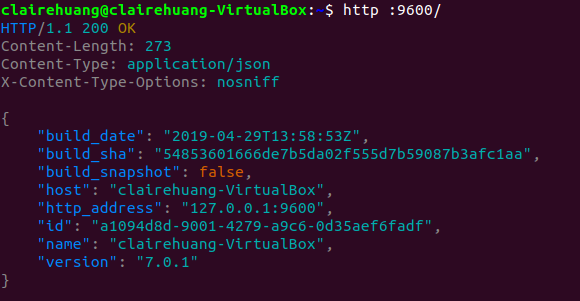 clairehuang@clairehuang-VirtualBox:~$ http :9600/
HTTP/1.1 200 OK
Content-Length: 273
Content-Type: application/json
X-Content-Type-Options: nosniff

{
    "build_date": "2019-04-29T13:58:53Z",
    "build_sha": "54853601666de7b5da02f555d7b59087b3afc1aa",
    "build_snapshot": false,
    "host": "clairehuang-VirtualBox",
    "http_address": "127.0.0.1:9600",
    "id": "a1094d8d-9001-4279-a9c6-0d35aef6fadf",
    "name": "clairehuang-VirtualBox",
    "version": "7.0.1"
}